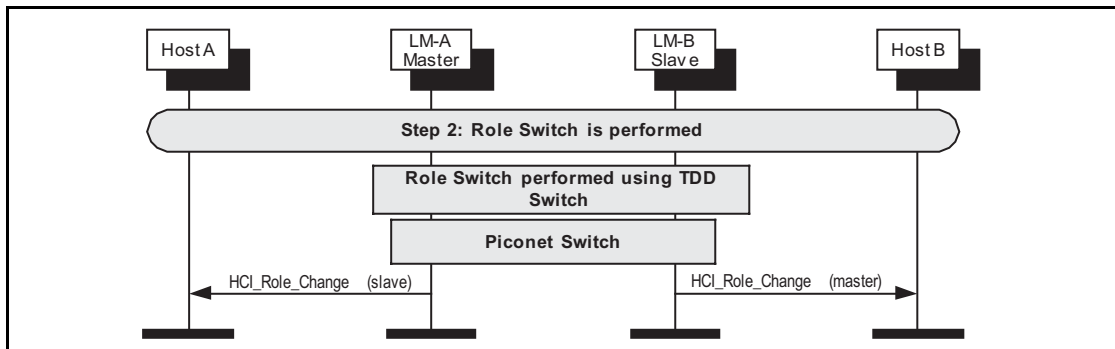 Host A
LM-A
Master
LM-B
Slave
Host B
Step 2: Role Switch is performed
Role Switch performed using TDD
Switch
Piconet Switch
HCI_Role_Change (slave)
HCI_Role_Change (master)